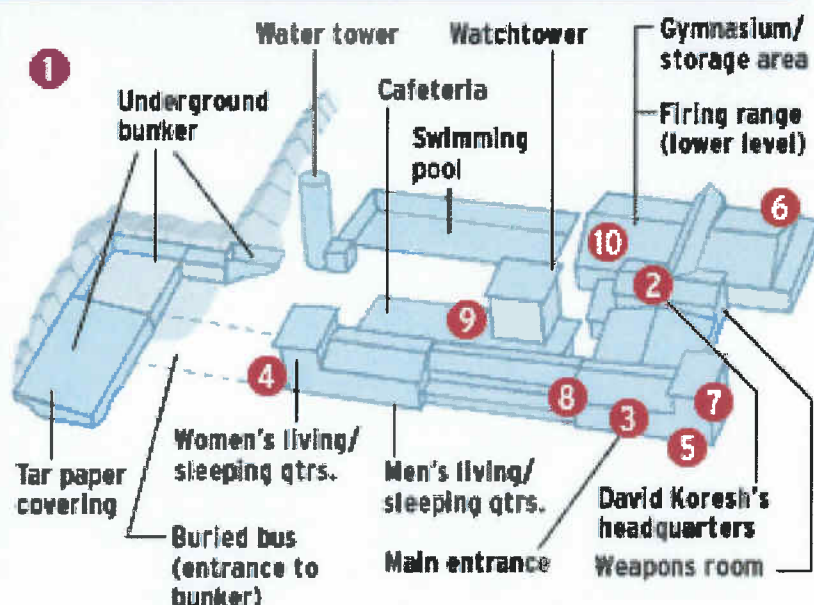 1
Water tower
Watchtower
Gymnasium/
storage area
Underground
bunker
Cafeteria
Swimming
pool
Firing range
(lower level)
6
10
2
9
4
8
3
7
5
Tar paper
covering
Women's living/
sleeping qtrs.
Men's living/
sleeping qtrs.
David Koresh's
headquarters
Buried bus
(entrance to
bunker)
Main entrance
Weapons room